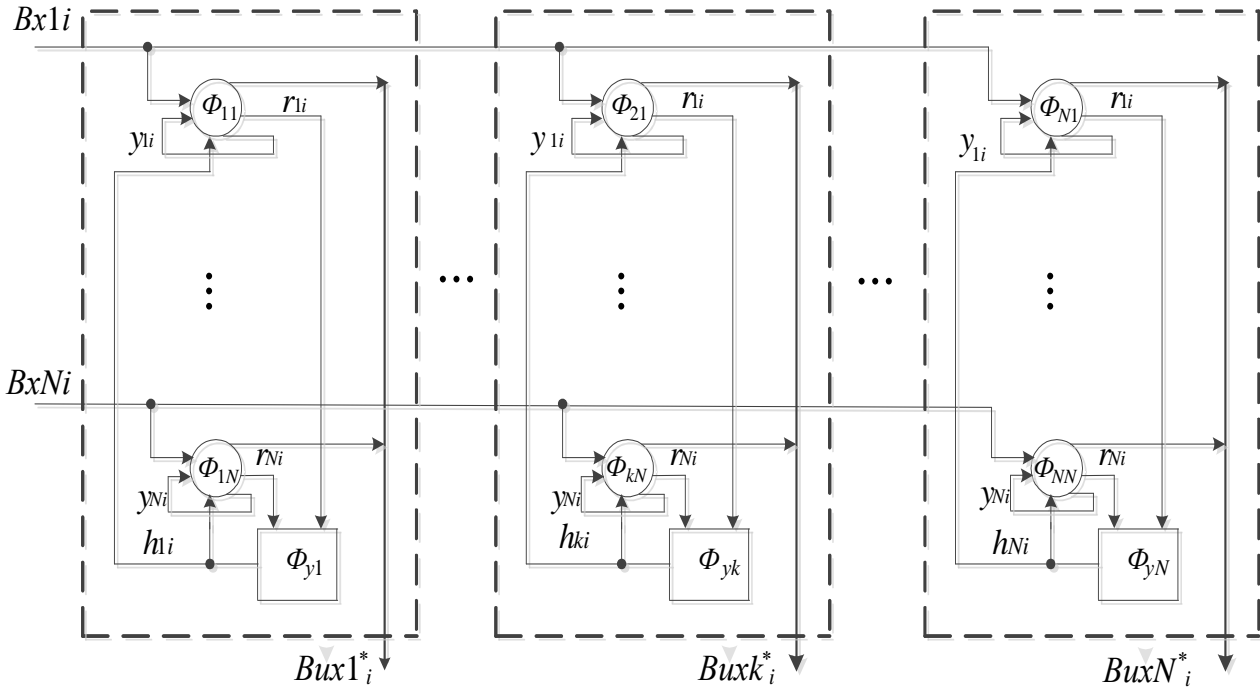 Bx1i
Φ11 r1i
Φ21 r1i
ΦN1 r1i
y1i
y1i
y1i
...
...
BxNi
Φ1N rNi
ΦkN rNi
ΦNN rNi
yNi
yNi
yNi
h1i
hki
hNi
Φy1
Φyk
ΦyN
Bux1*i
Buxk*i
BuxN*i